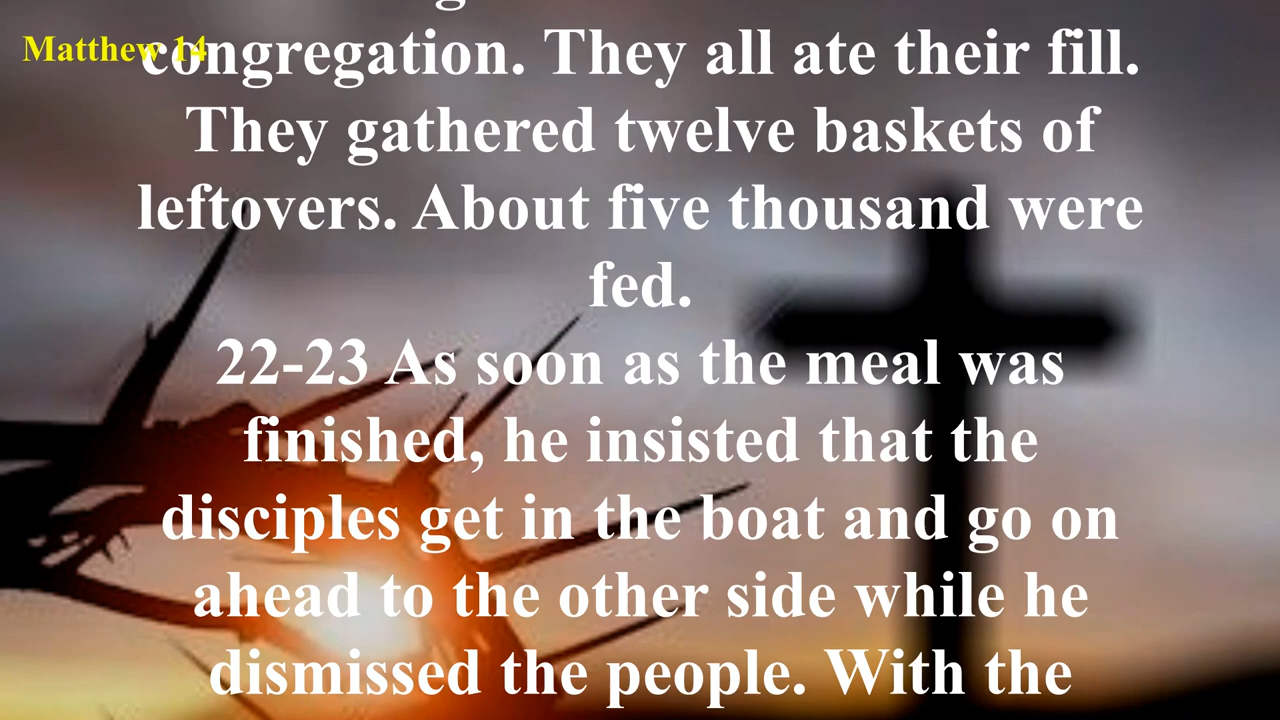 Matthew 14
congregation. They all ate their fill.
They gathered twelve baskets of
leftovers. About five thousand were
fed.
22-23 As soon as the meal was
finished, he insisted that the
disciples get in the boat and go on
ahead to the other side while he
dismissed the people. With the